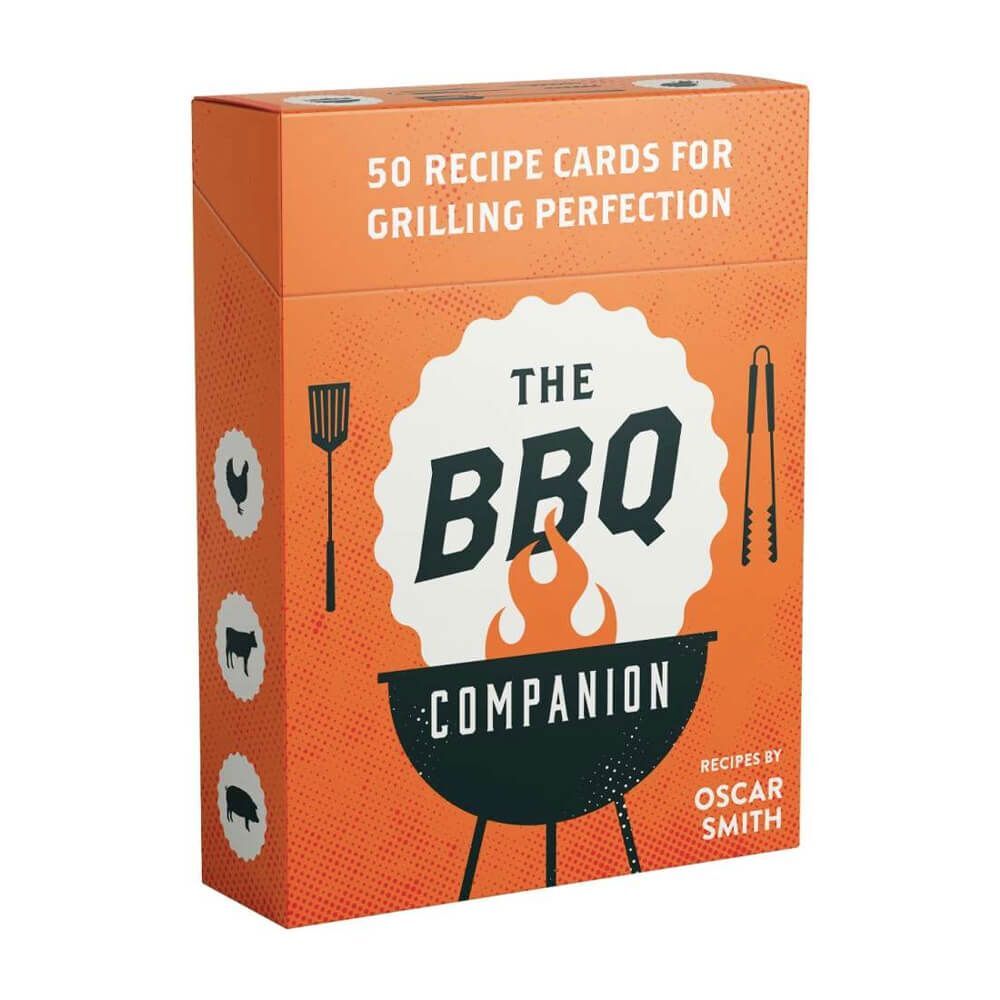 50 RECIPE CARDS FOR
GRILLING PERFECTION
THE
BBQ
COMPANION
RECIPES BY
OSCAR
SMITH